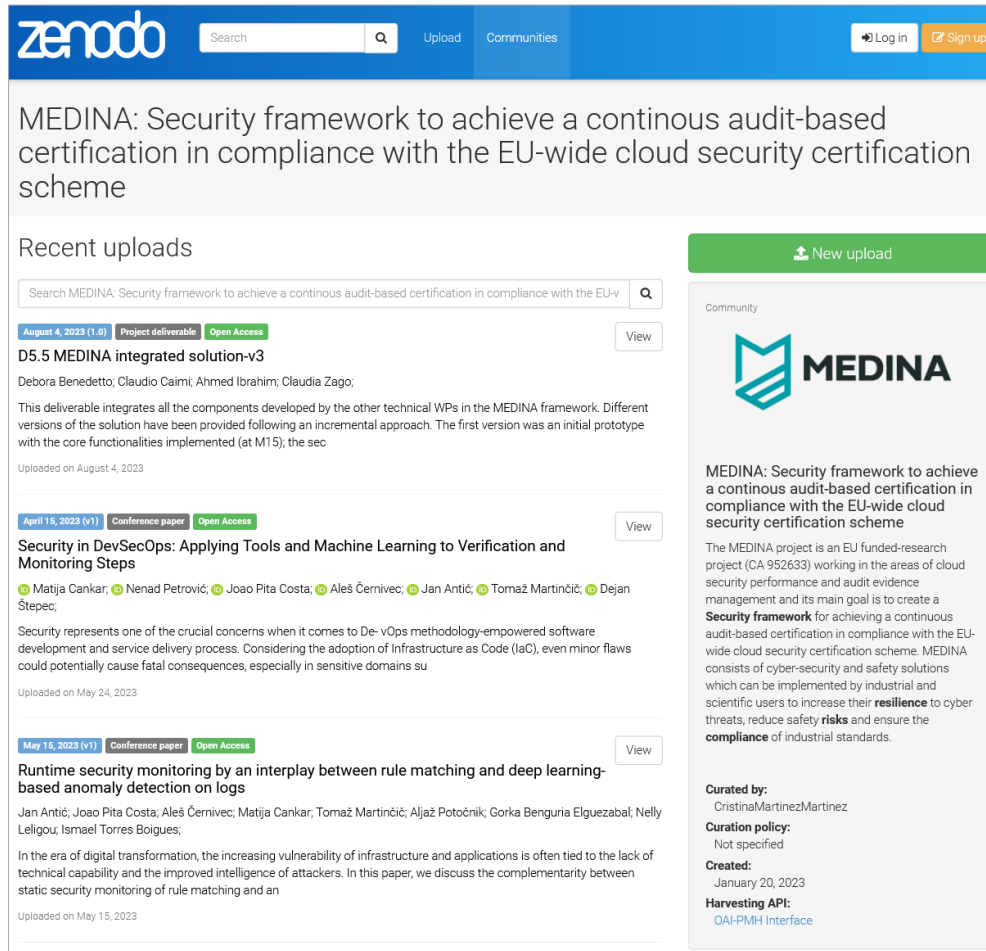 zenodo
Search
Upload
Communities
Log in
Sign up
MEDINA: Security framework to achieve a continous audit-based
certification in compliance with the EU-wide cloud security certification
scheme
Recent uploads
Search MEDINA: Security framework to achieve a continous audit-based certification in compliance with the EU-v
August 4, 2023 (1.0) Project deliverable Open Access
View
D5.5 MEDINA integrated solution-v3
Debora Benedetto; Claudio Caimi; Ahmed Ibrahim; Claudia Zago;
This deliverable integrates all the components developed by the other technical WPs in the MEDINA framework. Different
versions of the solution have been provided following an incremental approach. The first version was an initial prototype
with the core functionalities implemented (at M15); the sec
Uploaded on August 4, 2023
April 15, 2023 (v1) Conference paper Open Access
View
Security in DevSecOps: Applying Tools and Machine Learning to Verification and
Monitoring Steps
iD Matija Cankar; iD Nenad Petrović; iD Joao Pita Costa; iD Aleš Černivec; iD Jan Antić; iD Tomaž Martinčič; iD Dejan
Štepec;
Security represents one of the crucial concerns when it comes to De- vOps methodology-empowered software
development and service delivery process. Considering the adoption of Infrastructure as Code (IaC), even minor flaws
could potentially cause fatal consequences, especially in sensitive domains su
Uploaded on May 24, 2023
May 15, 2023 (v1) Conference paper Open Access
View
Runtime security monitoring by an interplay between rule matching and deep learning-
based anomaly detection on logs
Jan Antić; Joao Pita Costa; Aleš Černivec; Matija Cankar; Tomaž Martinčič; Aljaž Potočnik; Gorka Benguria Elguezabal; Nelly
Leligou; Ismael Torres Boigues;
In the era of digital transformation, the increasing vulnerability of infrastructure and applications is often tied to the lack of
technical capability and the improved intelligence of attackers. In this paper, we discuss the complementarity between
static security monitoring of rule matching and an
Uploaded on May 15, 2023
New upload
Community
MEDINA
MEDINA: Security framework to achieve
a continous audit-based certification in
compliance with the EU-wide cloud
security certification scheme
The MEDINA project is an EU funded-research
project (CA 952633) working in the areas of cloud
security performance and audit evidence
management and its main goal is to create a
Security framework for achieving a continuous
audit-based certification in compliance with the EU-
wide cloud security certification scheme. MEDINA
consists of cyber-security and safety solutions
which can be implemented by industrial and
scientific users to increase their resilience to cyber
threats, reduce safety risks and ensure the
compliance of industrial standards.
Curated by:
CristinaMartinezMartinez
Curation policy:
Not specified
Created:
January 20, 2023
Harvesting API:
OAI-PMH Interface